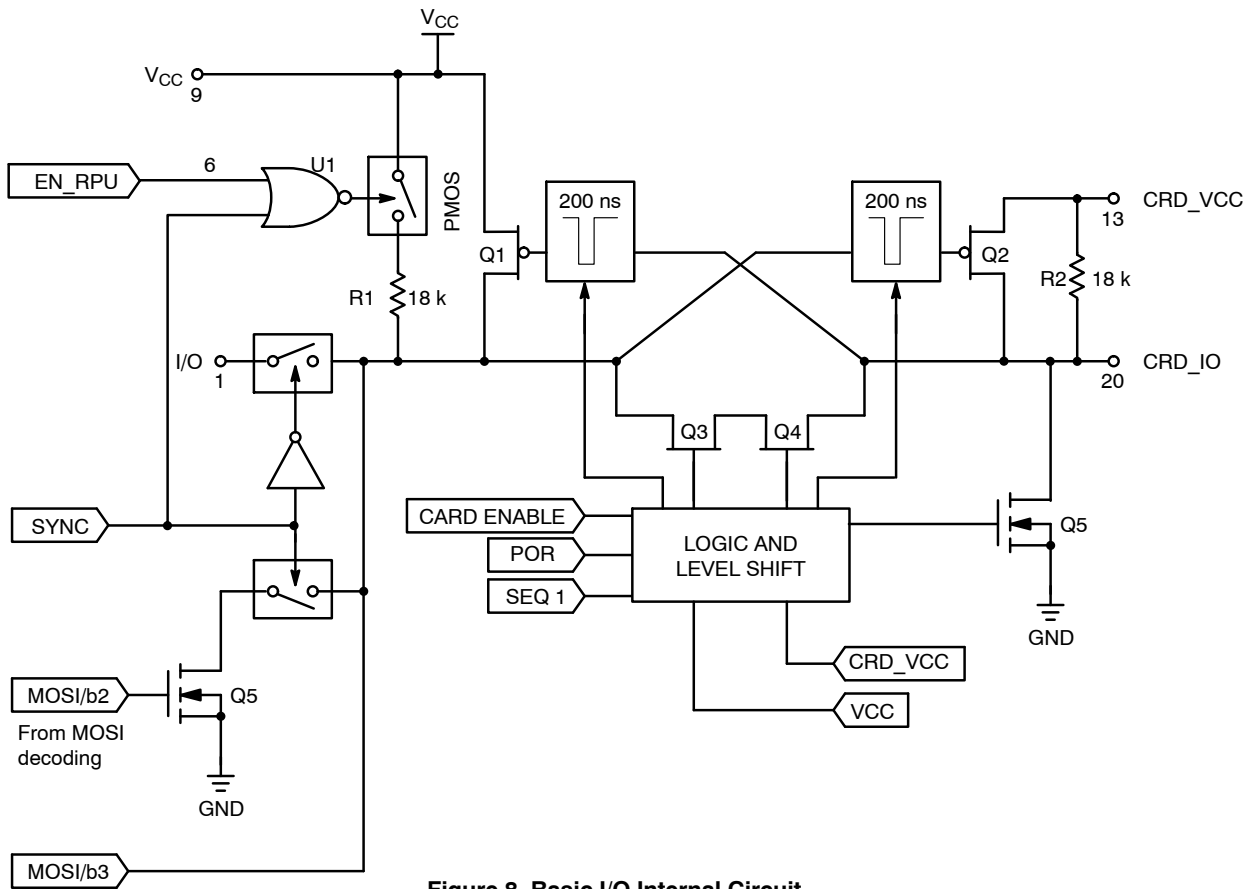 VCC
VCC
9
EN_RPU
6
U1
PMOS
R1
18 k
Q1
200 ns
200 ns
Q2
CRD_VCC
13
R2
18 k
I/O
1
CRD_IO
20
Q3
Q4
SYNC
CARD ENABLE
POR
SEQ 1
LOGIC AND
LEVEL SHIFT
Q5
GND
CRD_VCC
VCC
MOSI/b2
Q5
From MOSI
decoding
GND
MOSI/b3
Figure 8. Basic I/O Internal Circuit